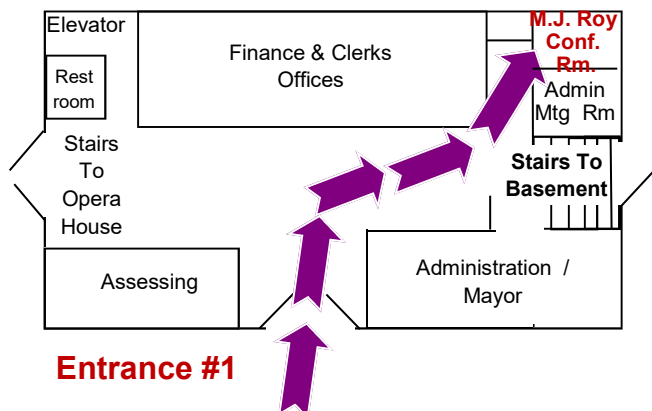 Elevator
Finance & Clerks
Offices
M.J. Roy
Conf.
Rm.
Rest
room
Admin
Mtg Rm
Stairs
To
Opera
House
Stairs To
Basement
Assessing
Administration /
Mayor
Entrance #1